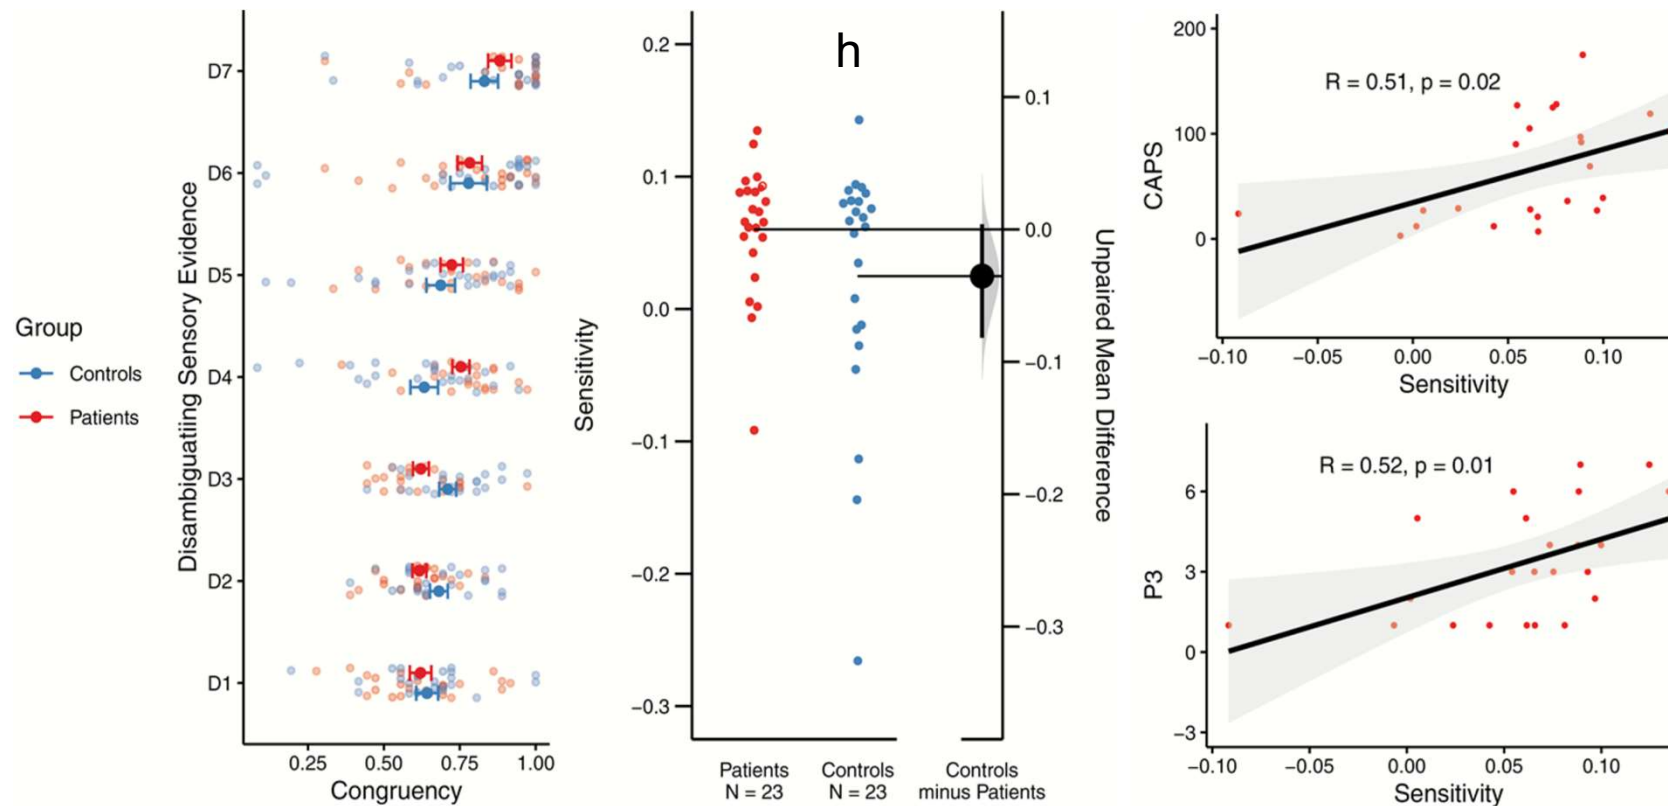 Group
Controls
Patients
Disambiguatiing Sensory Evidence
D7
D6
D5
D4
D3
D2
D1
0.25 0.50 0.75 1.00
Congruency
h
Sensitivity
0.2
0.1
0.0
−0.1
−0.2
−0.3
Patients
N = 23
Controls
N = 23
Controls
minus Patients
0.1
0.0
−0.1
−0.2
−0.3
Unpaired Mean Difference
CAPS
200
100
0
R = 0.51, p = 0.02
−0.10 −0.05 0.00 0.05 0.10
Sensitivity
P3
6
3
0
−3
R = 0.52, p = 0.01
−0.10 −0.05 0.00 0.05 0.10
Sensitivity